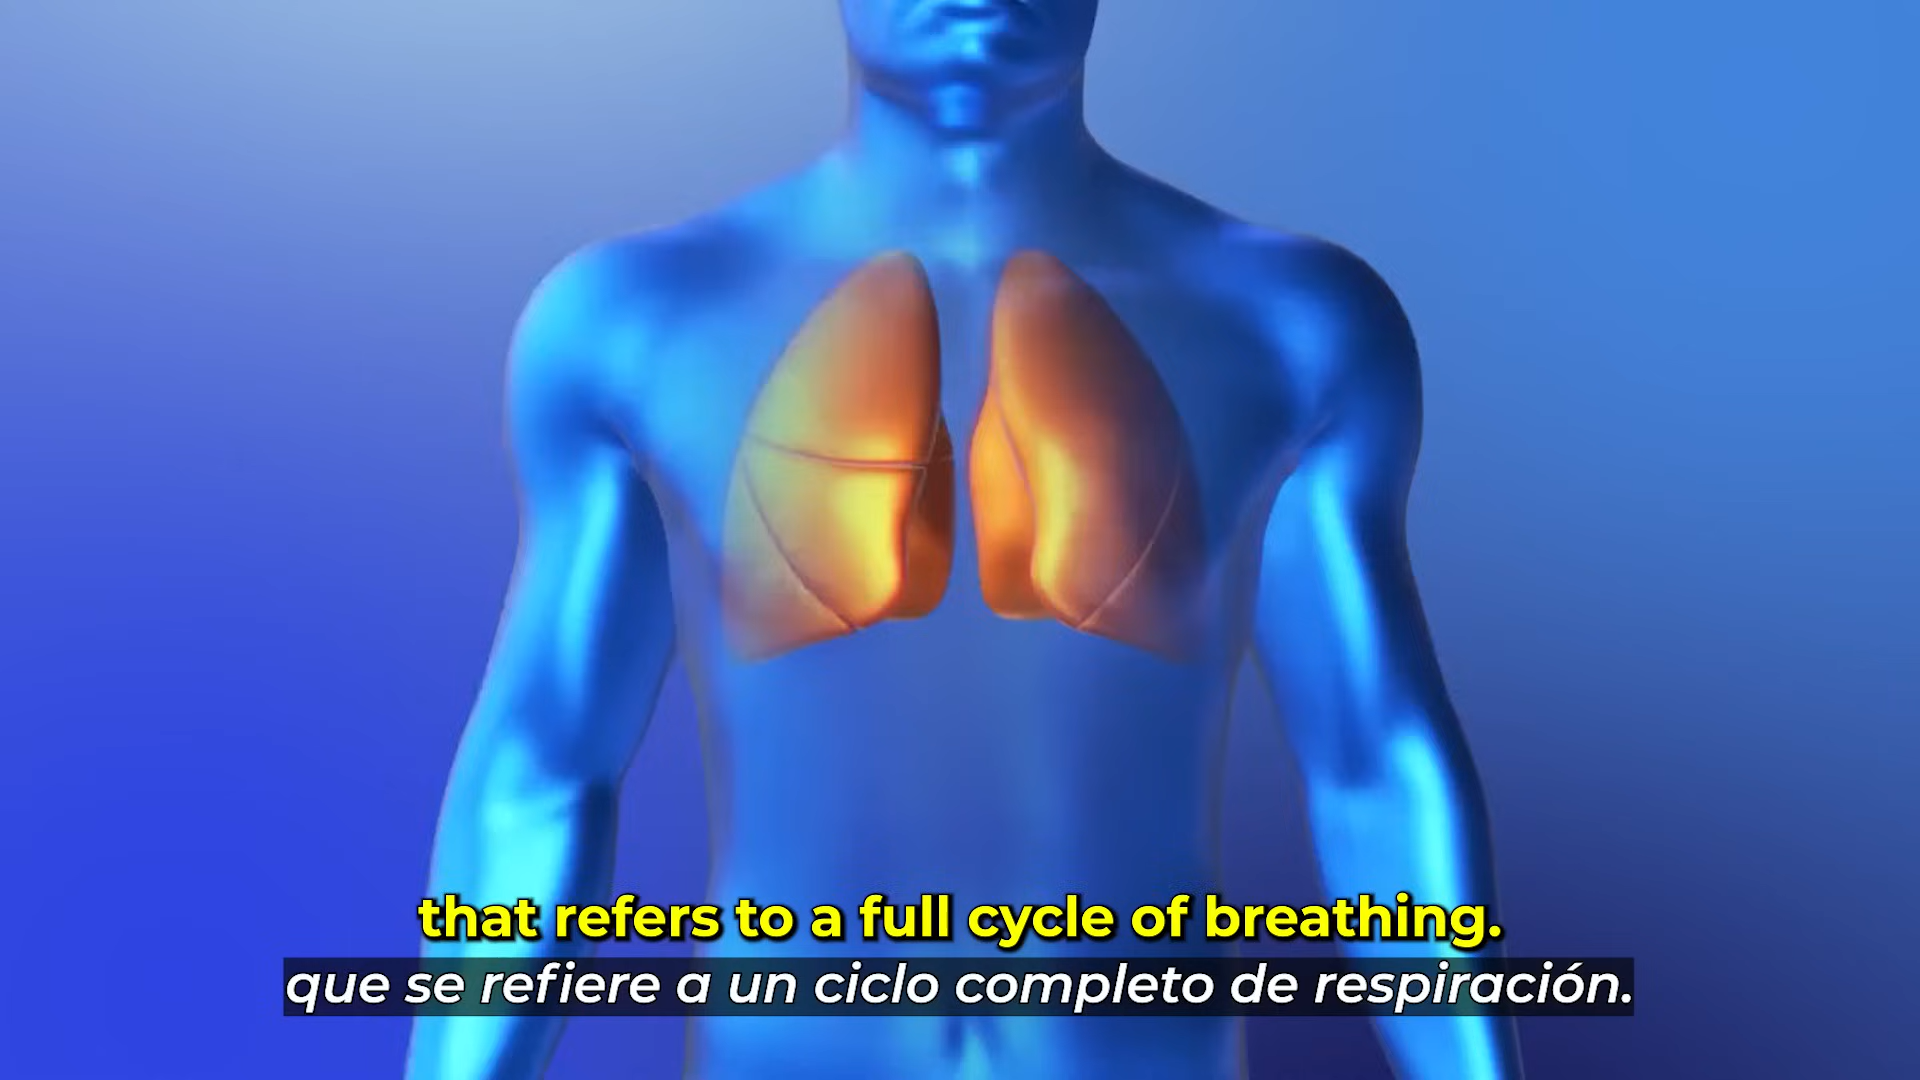 that refers to a full cycle of breathing.
que se refiere a un ciclo completo de respiración.